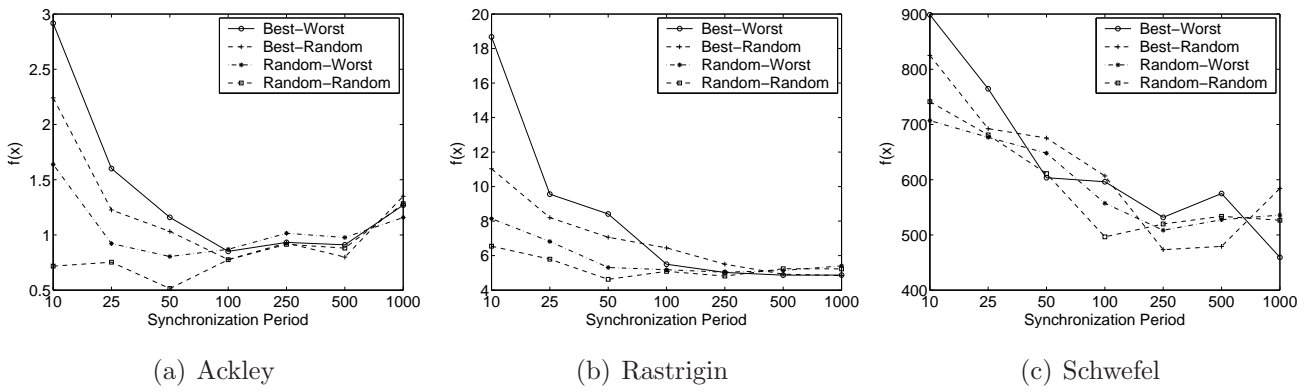 3
2.5
2
1.5
1
0.5
10 25 50 100 250 500 1000
f(x)
Synchronization Period
Best−Worst
Best−Random
Random−Worst
Random−Random
(a) Ackley
20
18
16
14
12
10
8
6
4
10 25 50 100 250 500 1000
f(x)
Synchronization Period
Best−Worst
Best−Random
Random−Worst
Random−Random
(b) Rastrigin
900
800
700
600
500
400
10 25 50 100 250 500 1000
f(x)
Synchronization Period
Best−Worst
Best−Random
Random−Worst
Random−Random
(c) Schwefel